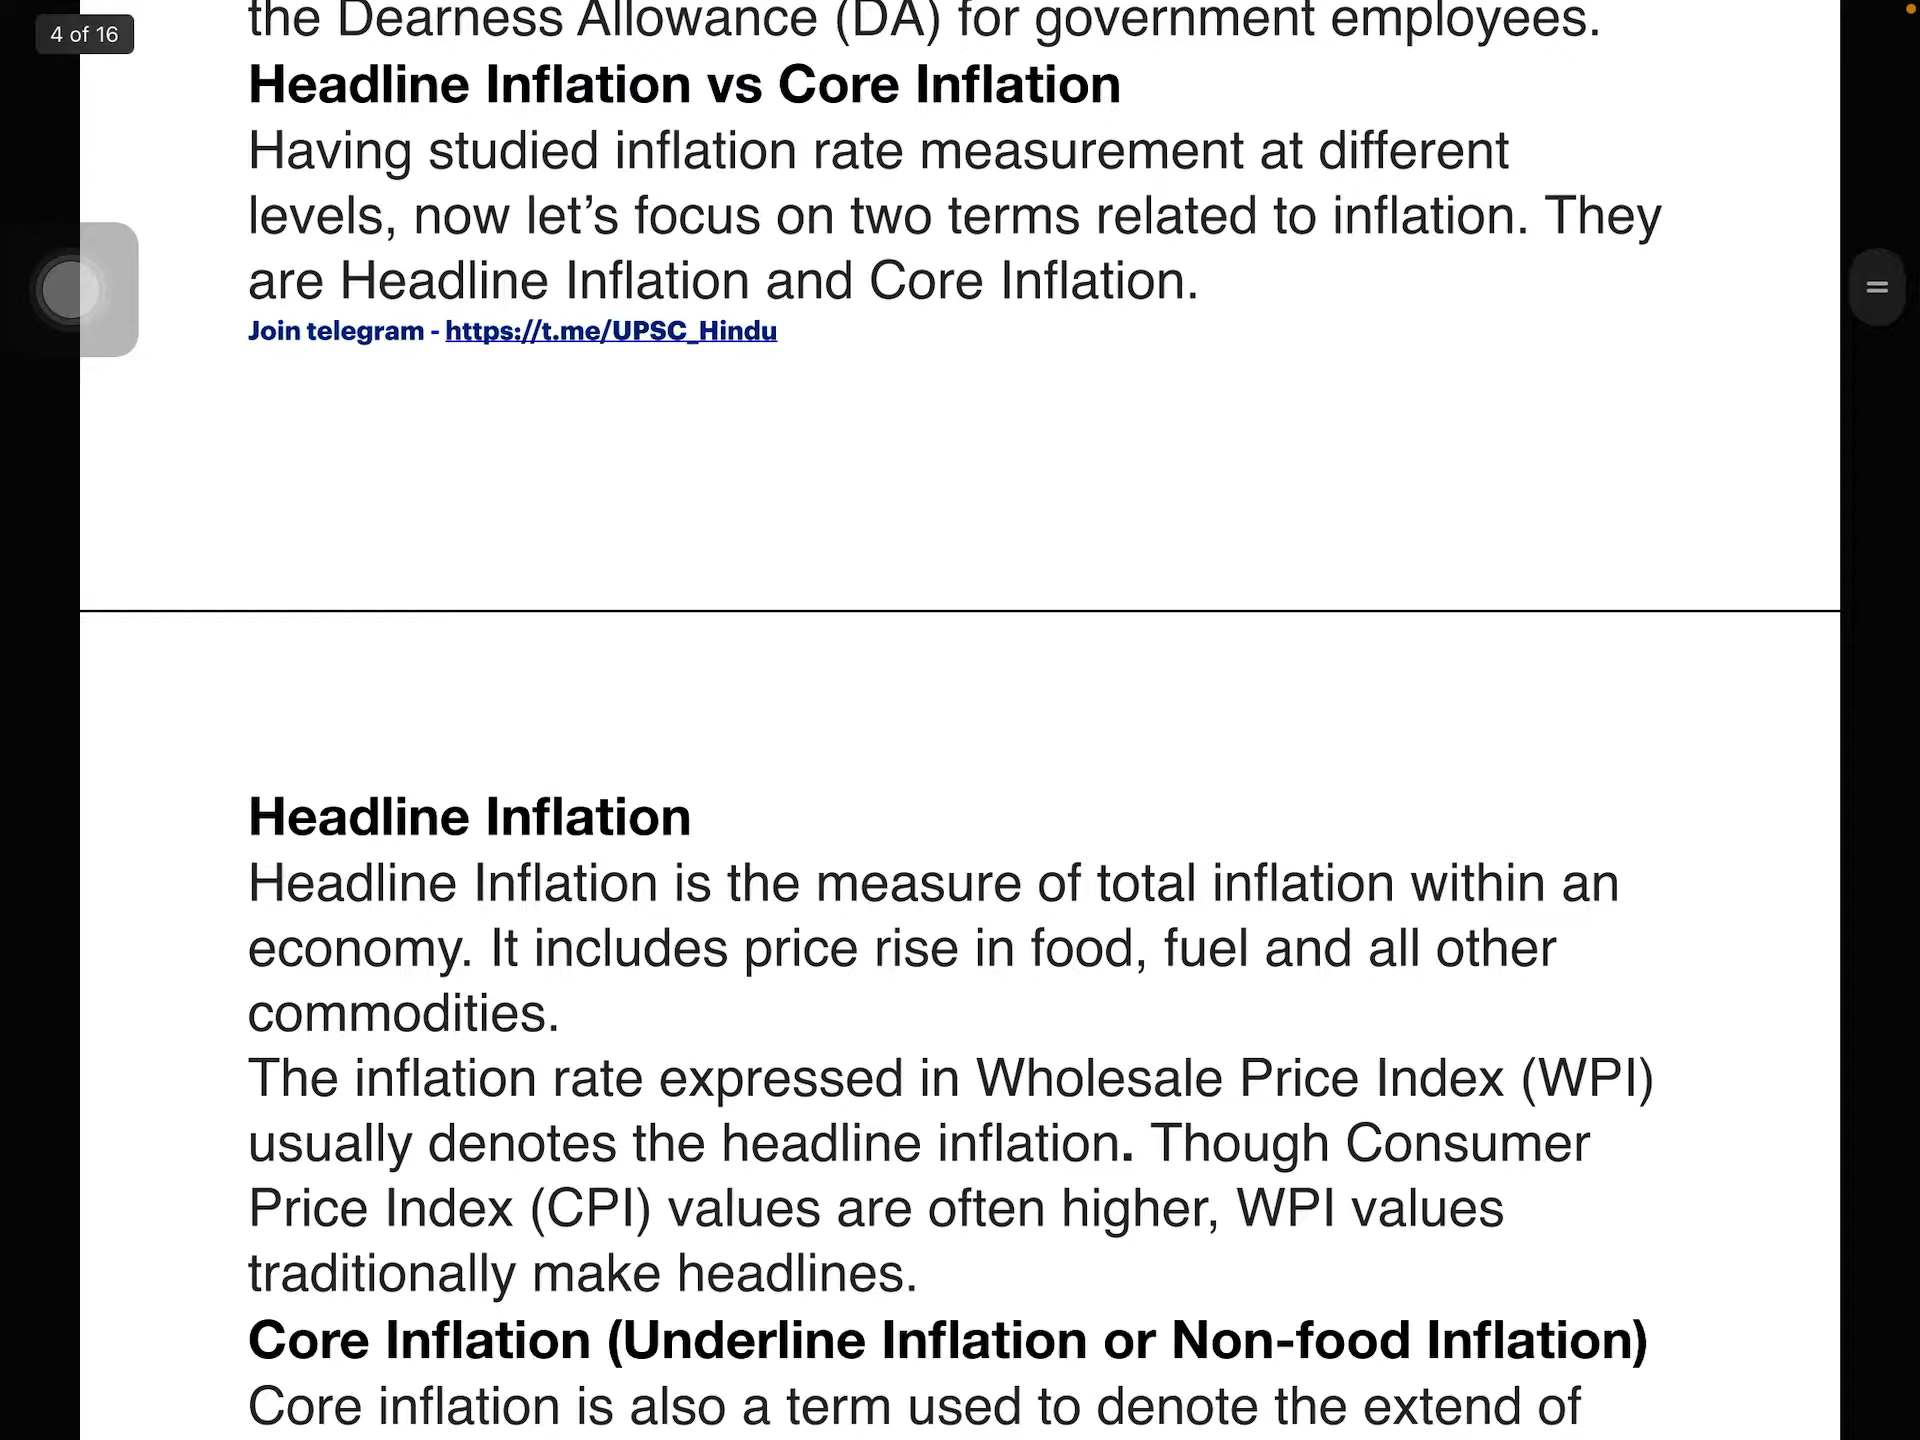 4 of 16
the Dearness Allowance (DA) for government employees.
Headline Inflation vs Core Inflation
Having studied inflation rate measurement at different
levels, now let’s focus on two terms related to inflation. They
are Headline Inflation and Core Inflation.
Join telegram - https://t.me/UPSC_Hindu
Headline Inflation
Headline Inflation is the measure of total inflation within an
economy. It includes price rise in food, fuel and all other
commodities.
The inflation rate expressed in Wholesale Price Index (WPI)
usually denotes the headline inflation. Though Consumer
Price Index (CPI) values are often higher, WPI values
traditionally make headlines.
Core Inflation (Underline Inflation or Non-food Inflation)
Core inflation is also a term used to denote the extend of